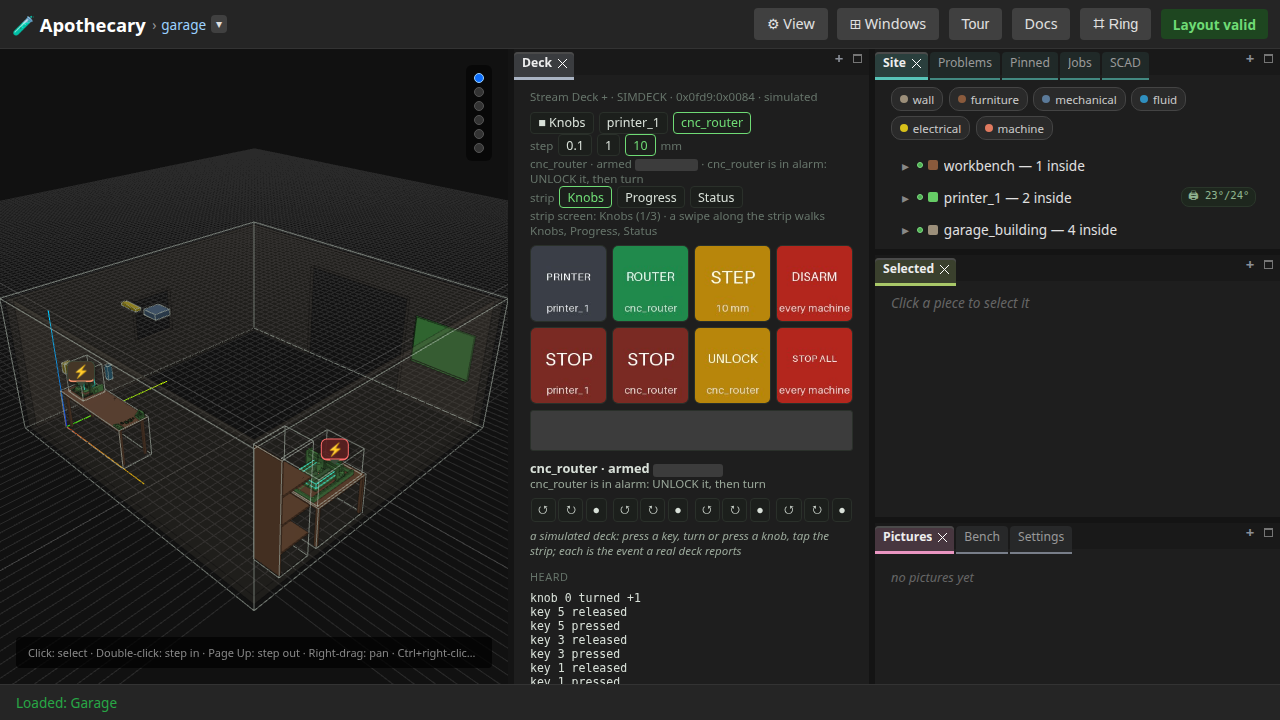 🧪 Apothecary › garage ▾
⚙ View
⊞ Windows
Tour
Docs
⌗ Ring
Layout valid
Deck
Stream Deck + · SIMDECK · 0x0fd9:0x0084 · simulated
■ Knobs
printer_1
cnc_router
step 0.1 1 10 mm
cnc_router · armed · cnc_router is in alarm:
UNLOCK it, then turn
strip Knobs Progress Status
strip screen: Knobs (1/3) · a swipe along the strip walks
Knobs, Progress, Status
PRINTER
printer_1
ROUTER
cnc_router
STEP
10 mm
DISARM
every machine
STOP
printer_1
STOP
cnc_router
UNLOCK
cnc_router
STOP ALL
every machine
cnc_router · armed
cnc_router is in alarm: UNLOCK it, then turn
a simulated deck: press a key, turn or press a knob, tap the
strip; each is the event a real deck reports
HEARD
knob 0 turned +1
key 5 released
key 5 pressed
key 3 released
key 3 pressed
key 1 released
key 1 pressed
Site
Problems
Pinned
Jobs
SCAD
wall
furniture
mechanical
fluid
electrical
machine
workbench — 1 inside
printer_1 — 2 inside
23°/24°
garage_building — 4 inside
Selected
Click a piece to select it
Pictures
Bench
Settings
no pictures yet
Click: select · Double-click: step in · Page Up: step out · Right-drag: pan · Ctrl+right-clic...
Loaded: Garage